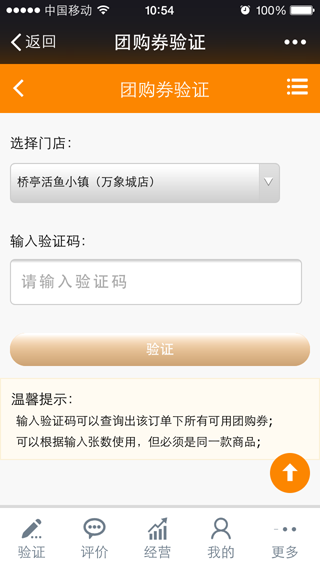 中国移动 10:54 100%
返回 团购券验证
团购券验证
选择门店：
桥亭活鱼小镇（万象城店）
输入验证码：
请输入验证码
验证
温馨提示：
输入验证码可以查询出该订单下所有可用团购券；
可以根据输入张数使用，但必须是同一款商品；
验证 评价 经营 我的 更多